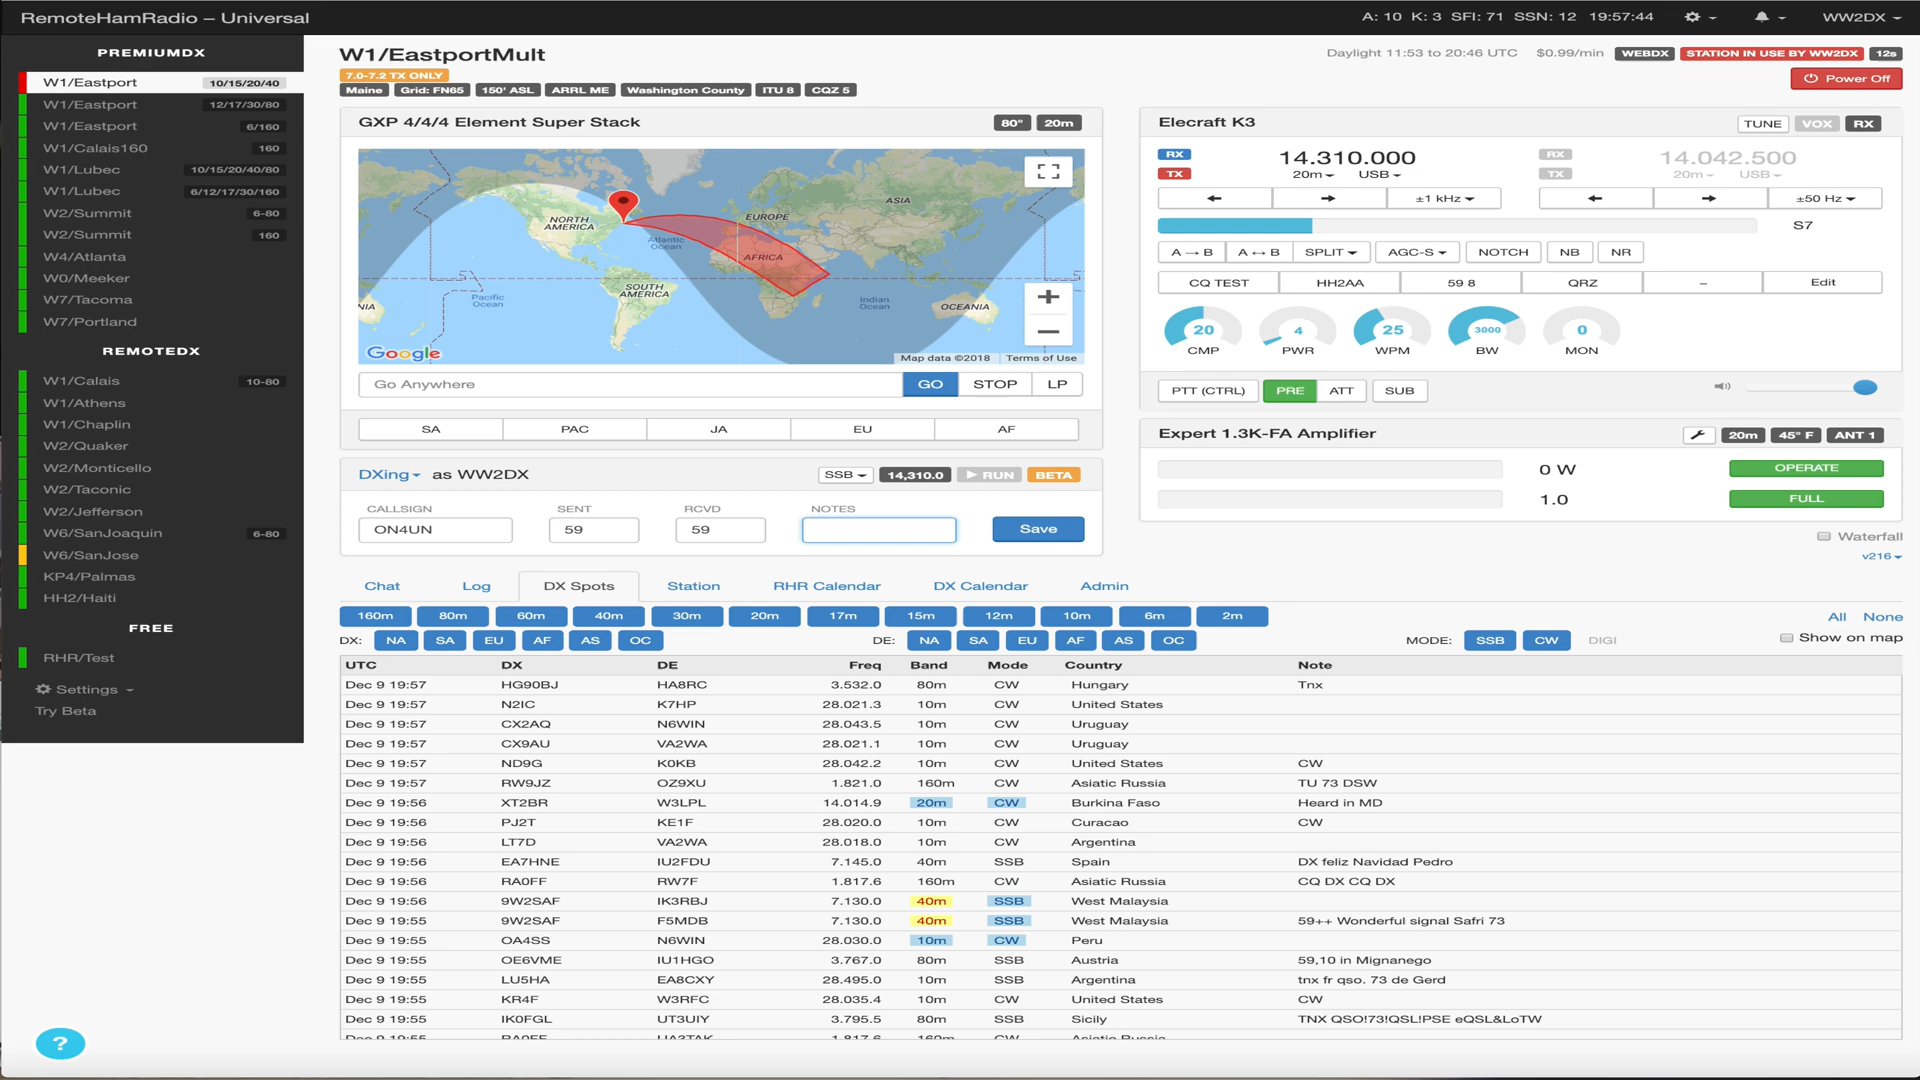 RemoteHamRadio – Universal
A: 10 K: 3 SFI: 71 SSN: 12 19:57:44
WW2DX
PREMIUMDX
W1/Eastport 10/15/20/40
W1/Eastport 12/17/30/80
W1/Eastport 6/160
W1/Calais160 160
W1/Lubec 10/15/20/40/80
W1/Lubec 6/12/17/30/160
W2/Summit 6-80
W2/Summit 160
W4/Atlanta
W0/Meeker
W7/Tacoma
W7/Portland
REMOTEDX
W1/Calais 10-80
W1/Athens
W1/Chaplin
W2/Quaker
W2/Monticello
W2/Taconic
W2/Jefferson
W6/SanJoaquin 6-80
W6/SanJose
KP4/Palmas
HH2/Haiti
FREE
RHR/Test
Settings
Try Beta
?
W1/EastportMult
Daylight 11:53 to 20:46 UTC $0.99/min WEBDX STATION IN USE BY WW2DX 12s
7.0-7.2 TX ONLY
Power Off
Maine Grid: FN65 150' ASL ARRL ME Washington County ITU 8 CQZ 5
GXP 4/4/4 Element Super Stack 80° 20m
ASIA
EUROPE
NORTH AMERICA
Atlantic Ocean
AFRICA
SOUTH AMERICA
Pacific Ocean
Indian Ocean
OCEANIA
NIA
IA
+
−
Google
Map data ©2018 Terms of Use
Go Anywhere GO STOP LP
SA PAC JA EU AF
DXing as WW2DX SSB 14,310.0 RUN BETA
CALLSIGN SENT RCVD NOTES
ON4UN 59 59 Save
Elecraft K3 TUNE VOX RX
RX 14.310.000 RX 14.042.500
TX 20m USB TX 20m USB
← → ±1 kHz ← → ±50 Hz
S7
A → B A ↔ B SPLIT AGC-S NOTCH NB NR
CQ TEST HH2AA 59 8 QRZ – Edit
20 4 25 3000 0
CMP PWR WPM BW MON
PTT (CTRL) PRE ATT SUB
Expert 1.3K-FA Amplifier 20m 45° F ANT 1
0 W OPERATE
1.0 FULL
Waterfall
v216
Chat Log DX Spots Station RHR Calendar DX Calendar Admin
160m 80m 60m 40m 30m 20m 17m 15m 12m 10m 6m 2m All None
DX: NA SA EU AF AS OC DE: NA SA EU AF AS OC MODE: SSB CW DIGI Show on map
UTC DX DE Freq Band Mode Country Note
Dec 9 19:57 HG90BJ HA8RC 3.532.0 80m CW Hungary Tnx
Dec 9 19:57 N2IC K7HP 28.021.3 10m CW United States
Dec 9 19:57 CX2AQ N6WIN 28.043.5 10m CW Uruguay
Dec 9 19:57 CX9AU VA2WA 28.021.1 10m CW Uruguay
Dec 9 19:57 ND9G K0KB 28.042.2 10m CW United States CW
Dec 9 19:57 RW9JZ OZ9XU 1.821.0 160m CW Asiatic Russia TU 73 DSW
Dec 9 19:56 XT2BR W3LPL 14.014.9 20m CW Burkina Faso Heard in MD
Dec 9 19:56 PJ2T KE1F 28.020.0 10m CW Curacao CW
Dec 9 19:56 LT7D VA2WA 28.018.0 10m CW Argentina
Dec 9 19:56 EA7HNE IU2FDU 7.145.0 40m SSB Spain DX feliz Navidad Pedro
Dec 9 19:56 RA0FF RW7F 1.817.6 160m CW Asiatic Russia CQ DX CQ DX
Dec 9 19:56 9W2SAF IK3RBJ 7.130.0 40m SSB West Malaysia
Dec 9 19:55 9W2SAF F5MDB 7.130.0 40m SSB West Malaysia 59++ Wonderful signal Safri 73
Dec 9 19:55 OA4SS N6WIN 28.030.0 10m CW Peru
Dec 9 19:55 OE6VME IU1HGO 3.767.0 80m SSB Austria 59,10 in Mignanego
Dec 9 19:55 LU5HA EA8CXY 28.495.0 10m SSB Argentina tnx fr qso. 73 de Gerd
Dec 9 19:55 KR4F W3RFC 28.035.4 10m CW United States CW
Dec 9 19:55 IK0FGL UT3UIY 3.795.5 80m SSB Sicily TNX QSO!73!QSL!PSE eQSL&LoTW
Dec 9 19:55 RA0FF UA3TAK 1.817.6 160m CW Asiatic Russia